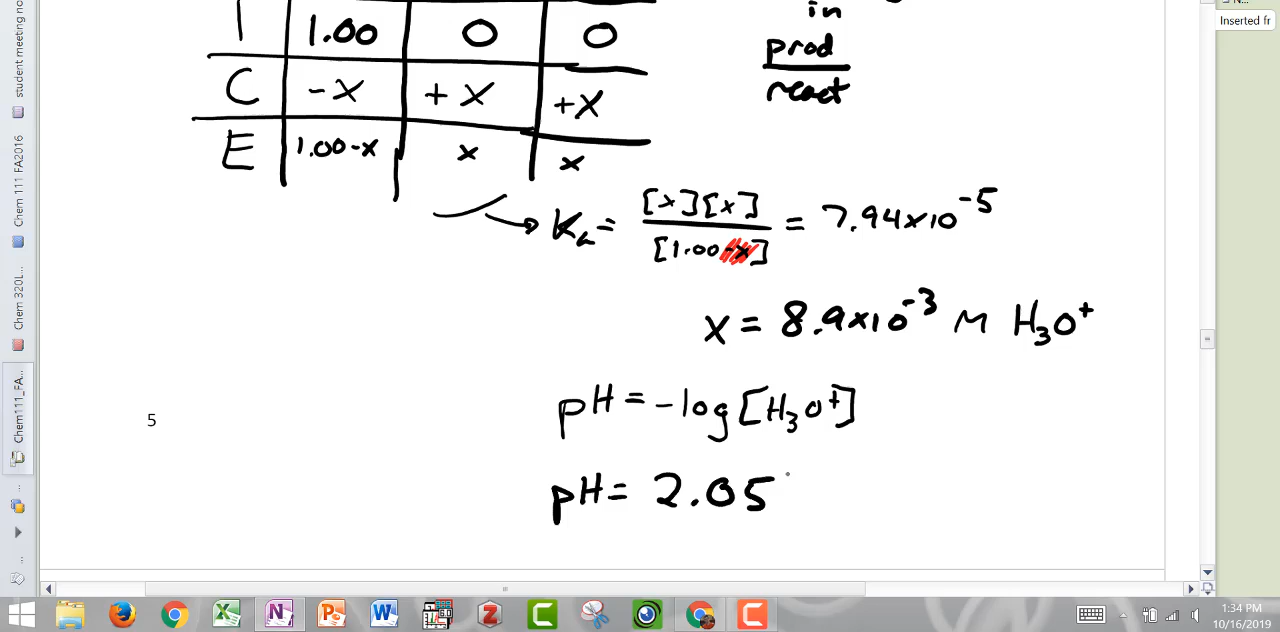 in
N...
Inserted fr
I 1.00 0 0
prod
react
C -x +x +x
E 1.00-x x x
Ka = [x][x] / [1.00-x] = 7.94x10-5
x = 8.9x10-3 M H3O+
pH = -log [H3O+]
5
pH = 2.05
student meeting no
Chem 111 FA2016
Chem 320L
Chem111_FA...
1:34 PM
10/16/2019